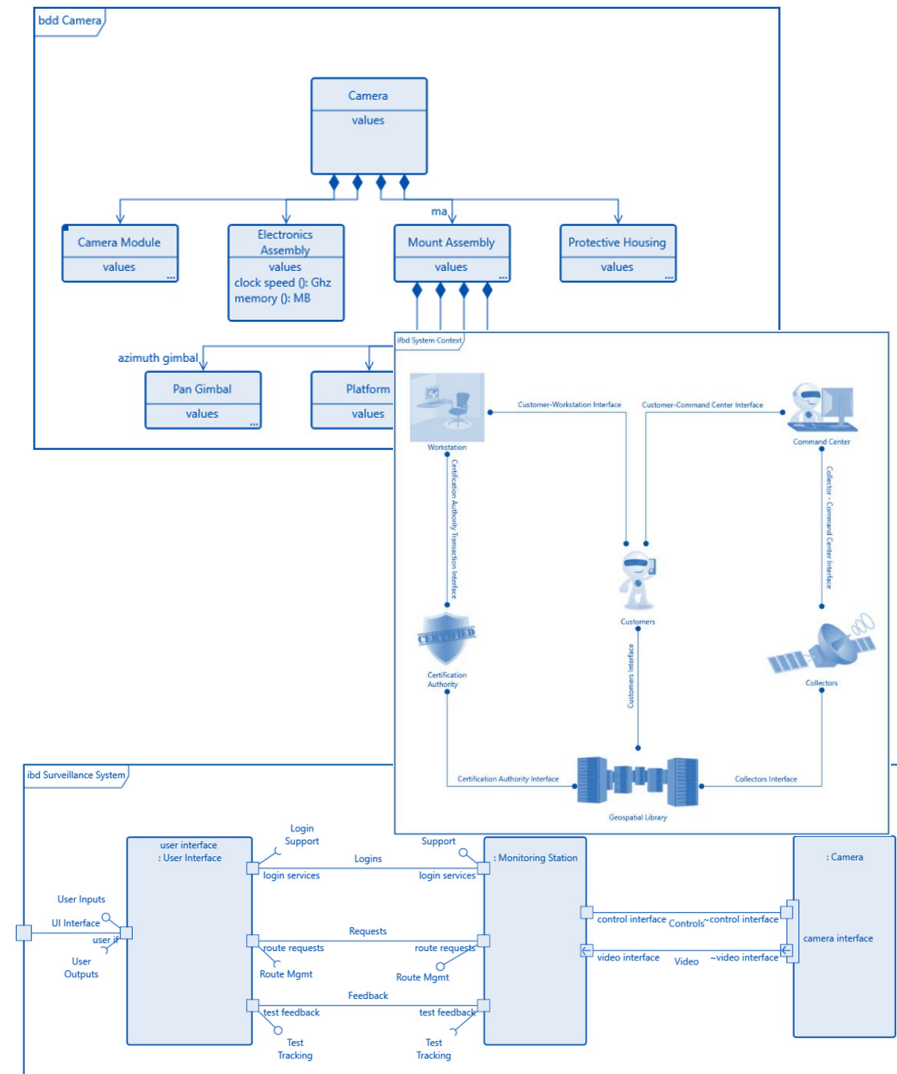 bdd Camera
Camera
values
ma
Camera Module
values
...
Electronics
Assembly
values
clock speed (): Ghz
memory (): MB
Mount Assembly
values
...
Protective Housing
values
...
azimuth gimbal
Pan Gimbal
values
...
Platform
values
ifbd System Context
Workstation
Customer-Workstation Interface
Customer-Command Center Interface
Command Center
Certification Authority Transaction Interface
Collector - Command Center Interface
Customers
Certification
Authority
Collectors
CERTIFIED
Customers Interface
Certification Authority Interface
Collectors Interface
Geospatial Library
ibd Surveillance System
user interface
: User Interface
Login
Support
Logins
login services
Support
login services
: Monitoring Station
: Camera
User Inputs
UI Interface
user if
User
Outputs
Requests
route requests
route requests
Route Mgmt
Route Mgmt
control interface
Controls
~control interface
camera interface
video interface
Video
~video interface
Feedback
test feedback
test feedback
Test
Tracking
Test
Tracking